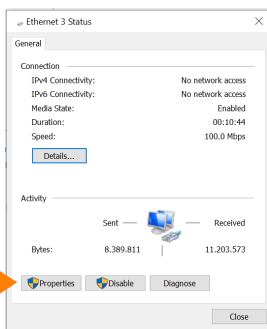 Ethernet 3 Status
General
Connection
IPv4 Connectivity: No network access
IPv6 Connectivity: No network access
Media State: Enabled
Duration: 00:10:44
Speed: 100.0 Mbps
Details...
Activity
Sent Received
Bytes: 8.389.811 11.203.573
Properties Disable Diagnose
Close